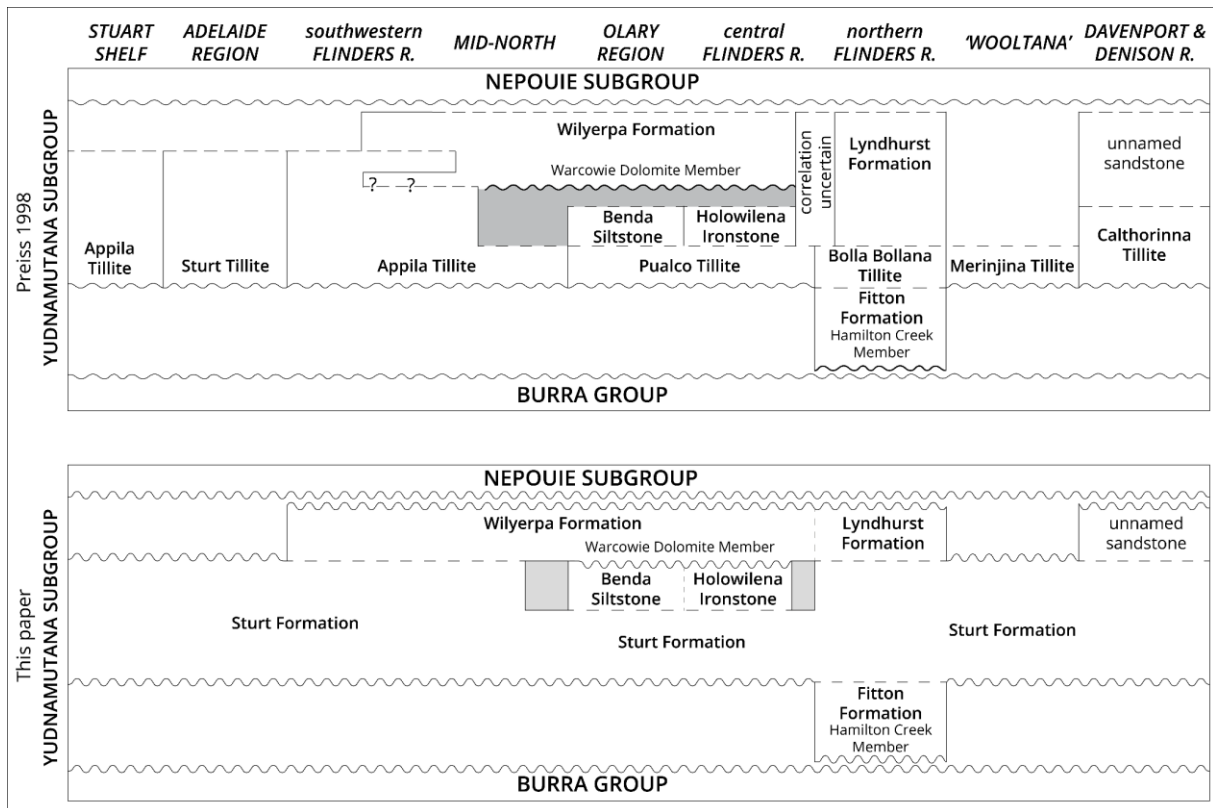 STUART SHELF
ADELAIDE REGION
southwestern FLINDERS R.
MID-NORTH
OLARY REGION
central FLINDERS R.
northern FLINDERS R.
'WOOLTANA'
DAVENPORT & DENISON R.
Preiss 1998
YUDNAMUTANA SUBGROUP
NEPOUIE SUBGROUP
Wilyerpa Formation
Warcowie Dolomite Member
? ?
correlation uncertain
Lyndhurst
Formation
unnamed
sandstone
Benda
Siltstone
Holowilena
Ironstone
Appila
Tillite
Sturt Tillite
Appila Tillite
Pualco Tillite
Bolla Bollana
Tillite
Merinjina Tillite
Calthorinna
Tillite
Fitton
Formation
Hamilton Creek
Member
BURRA GROUP
This paper
YUDNAMUTANA SUBGROUP
NEPOUIE SUBGROUP
Wilyerpa Formation
Warcowie Dolomite Member
Lyndhurst
Formation
unnamed
sandstone
Benda
Siltstone
Holowilena
Ironstone
Sturt Formation
Sturt Formation
Sturt Formation
Fitton
Formation
Hamilton Creek
Member
BURRA GROUP